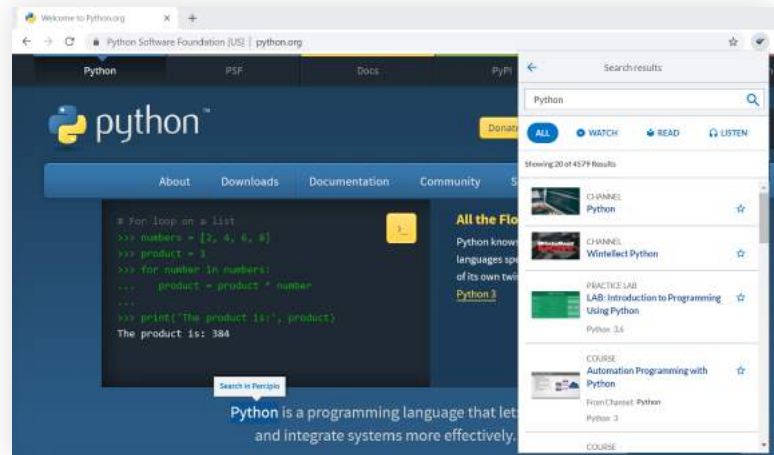 Welcome to Python.org
Python Software Foundation [US] | python.org
Python
PSF
Docs
PyPI
python™
Donate
About
Downloads
Documentation
Community
S
# For loop on a list
>>> numbers = [2, 4, 6, 8]
>>> product = 1
>>> for number in numbers:
...     product = product * number
...
>>> print('The product is:', product)
The product is: 384
>_
All the Flo
Python knows
languages spe
of its own twi
Python 3
Search in Percipio
Python is a programming language that lets
and integrate systems more effectively.
Search results
Python
ALL
WATCH
READ
LISTEN
Showing 20 of 4579 Results
CHANNEL
Python
CHANNEL
Wintellect Python
PRACTICE LAB
LAB: Introduction to Programming
Using Python
Python 3.6
COURSE
Automation Programming with
Python
From Channel: Python
Python 3
COURSE